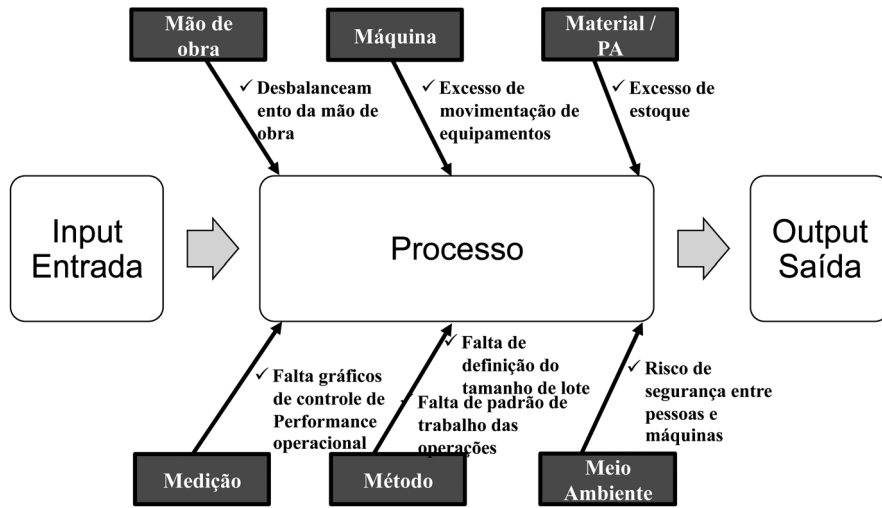 Mão de
obra
Máquina
Material /
PA
✓ Desbalanceam
ento da mão de
obra
✓ Excesso de
movimentação de
equipamentos
✓ Excesso de
estoque
Input
Entrada
Processo
Output
Saída
✓ Falta gráficos
de controle de
Performance
operacional
✓ Falta de
definição do
tamanho de lote
✓ Falta de padrão de
trabalho das
operações
✓ Risco de
segurança entre
pessoas e
máquinas
Medição
Método
Meio
Ambiente